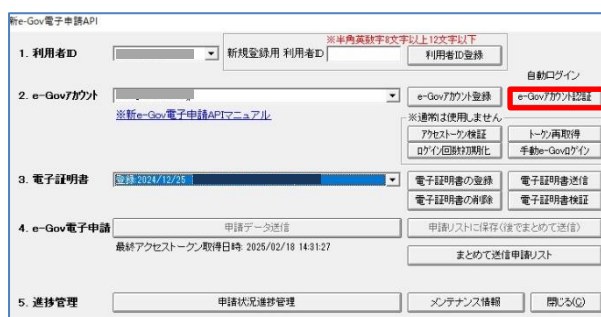 新e-Gov電子申請API
※半角英数字8文字以上12文字以下
1. 利用者ID
新規登録用 利用者ID
利用者ID登録
自動ログイン
2. e-Govアカウント
e-Govアカウント登録
e-Govアカウント認証
※新e-Gov電子申請APIマニュアル
※通常は使用しません
アクセストークン検証
トークン再取得
ログイン回数初期化
手動e-Govログイン
3. 電子証明書
登録:2024/12/25
電子証明書の登録
電子証明書送信
電子証明書の削除
電子証明書検証
4. e-Gov電子申請
申請データ送信
申請リストに保存(後でまとめて送信)
最終アクセストークン取得日時: 2025/02/18 14:31:27
まとめて送信申請リスト
5. 進捗管理
申請状況進捗管理
メンテナンス情報
閉じる(C)